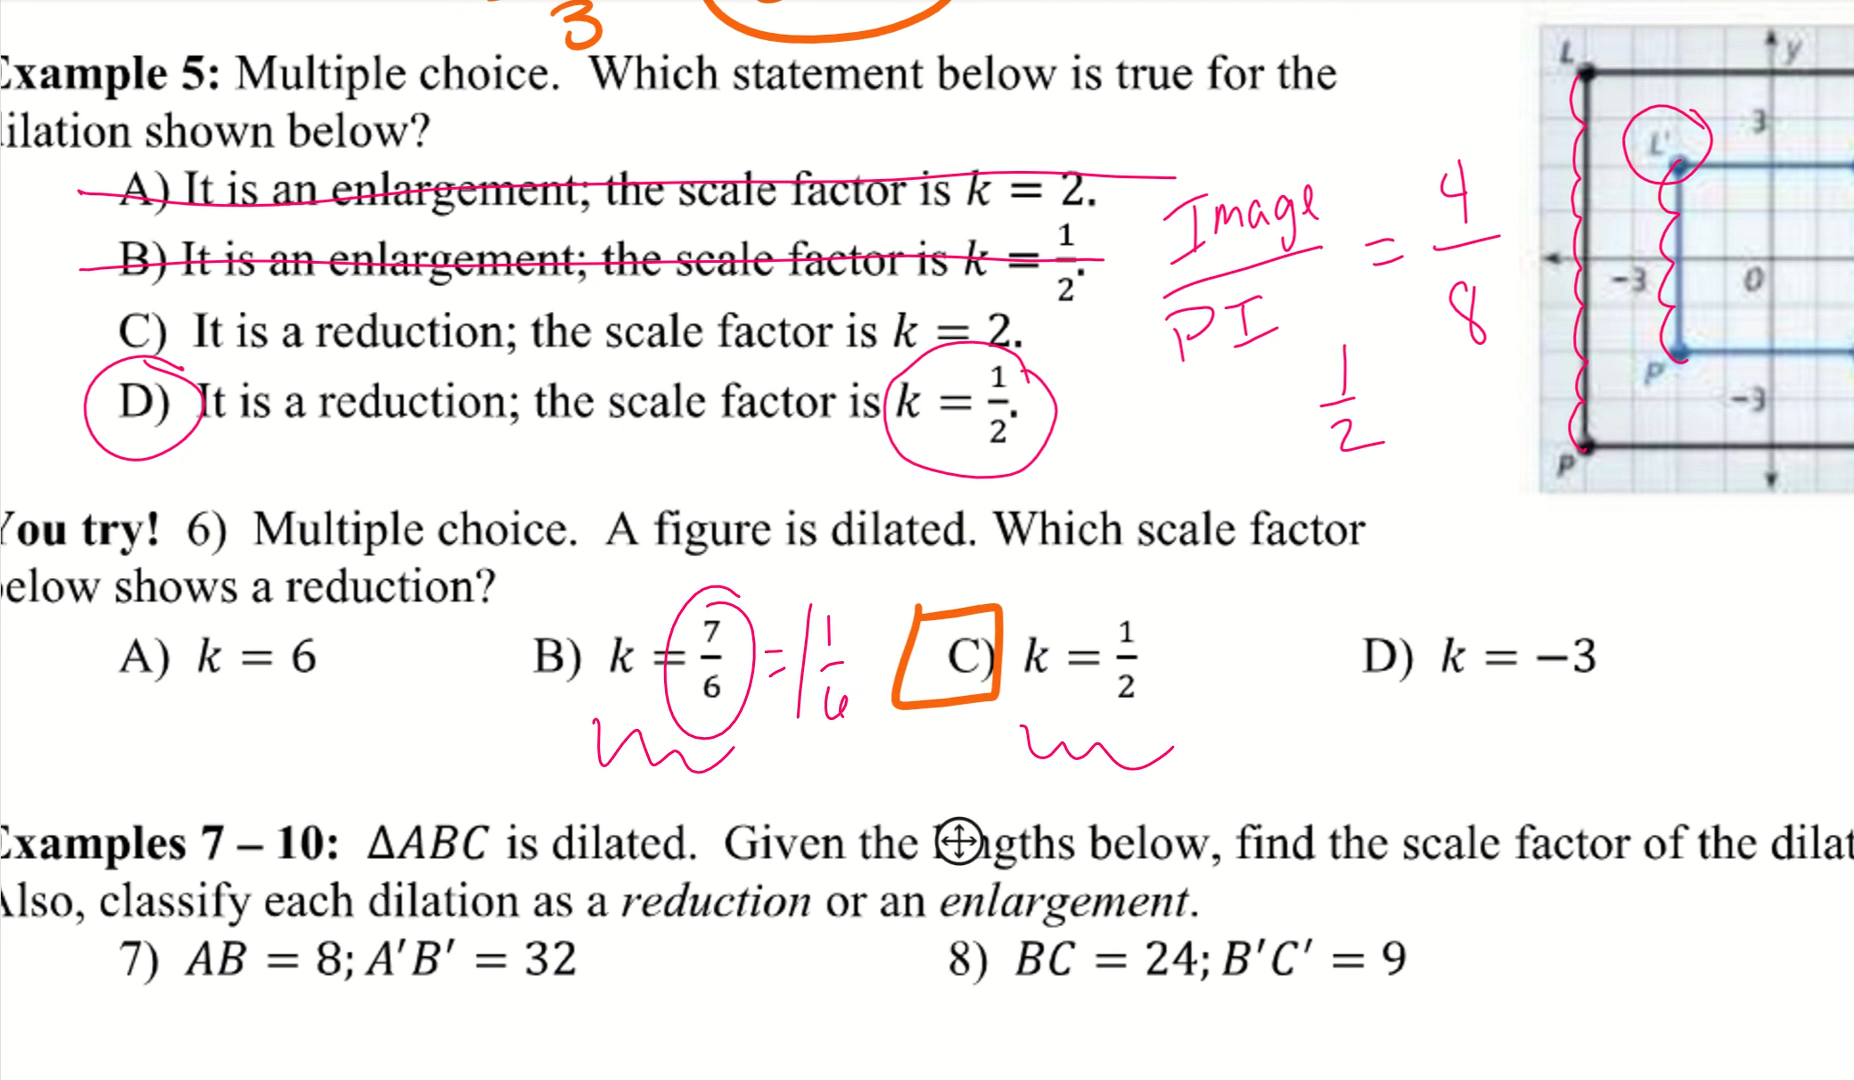 3
Example 5: Multiple choice. Which statement below is true for the
ilation shown below?
A) It is an enlargement; the scale factor is k = 2.
B) It is an enlargement; the scale factor is k = 1/2.
C) It is a reduction; the scale factor is k = 2.
D) It is a reduction; the scale factor is k = 1/2.
Image/PI = 4/8
1/2
L y
3
L'
-3 0
P'
-3
P
You try! 6) Multiple choice. A figure is dilated. Which scale factor
elow shows a reduction?
A) k = 6 B) k = 7/6 = 1 1/6 C) k = 1/2 D) k = −3
Examples 7 – 10: ΔABC is dilated. Given the lengths below, find the scale factor of the dilat
Also, classify each dilation as a reduction or an enlargement.
7) AB = 8; A'B' = 32 8) BC = 24; B'C' = 9